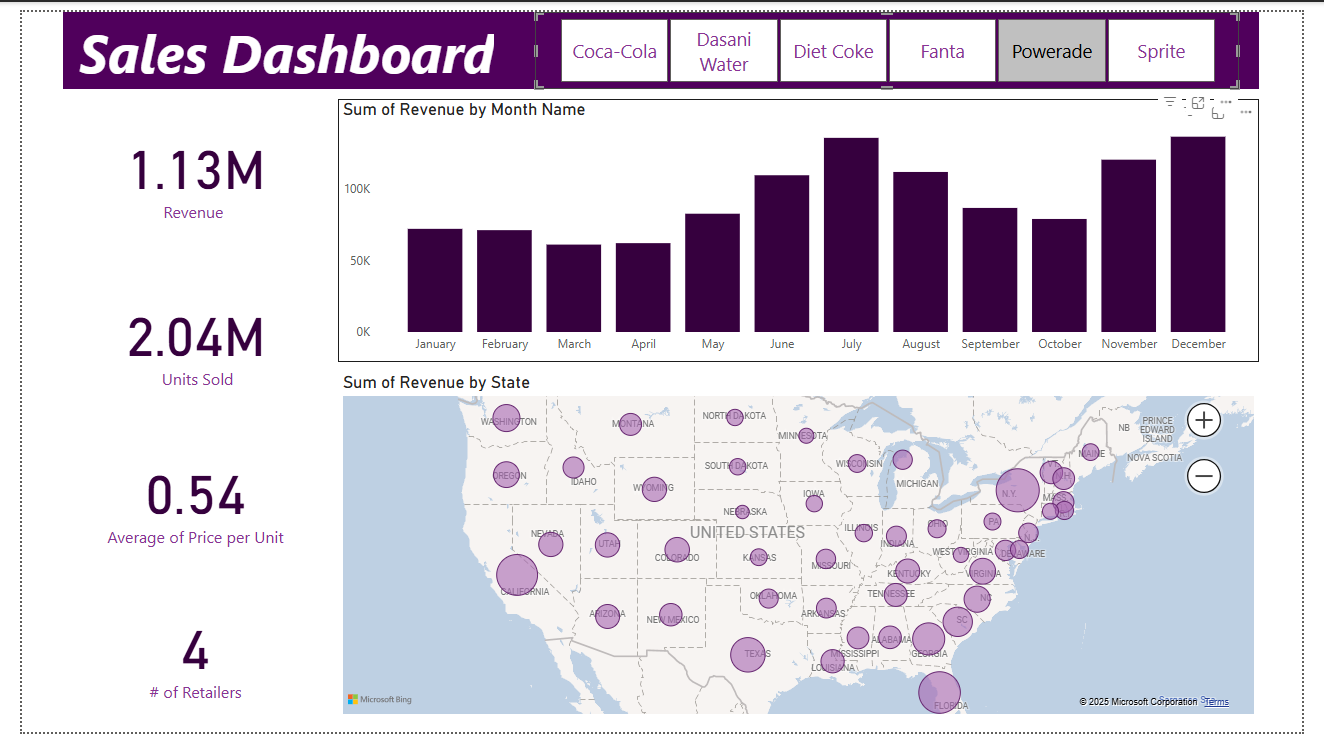 Sales Dashboard
Coca-Cola
Dasani
Water
Diet Coke
Fanta
Powerade
Sprite
1.13M
Revenue
2.04M
Units Sold
0.54
Average of Price per Unit
4
# of Retailers
Sum of Revenue by Month Name
100K
50K
0K
January February March April May June July August September October November December
Sum of Revenue by State
WASHINGTON
MONTANA
NORTH DAKOTA
MINNESOTA
OREGON
IDAHO
SOUTH DAKOTA
WISCONSIN
MICHIGAN
MAINE
NB
PRINCE
EDWARD
ISLAND
NOVA SCOTIA
WYOMING
IOWA
N.Y.
VT
MASS
NEBRASKA
NEVADA
UTAH
COLORADO
UNITED STATES
KANSAS
ILLINOIS
INDIANA
OHIO
PA
MISSOURI
WEST VIRGINIA
DELAWARE
VIRGINIA
KENTUCKY
CALIFORNIA
ARIZONA
NEW MEXICO
OKLAHOMA
ARKANSAS
TENNESSEE
NC
SC
TEXAS
LOUISIANA
MISSISSIPPI
ALABAMA
GEORGIA
FLORIDA
Microsoft Bing
© 2025 Microsoft Corporation
Terms